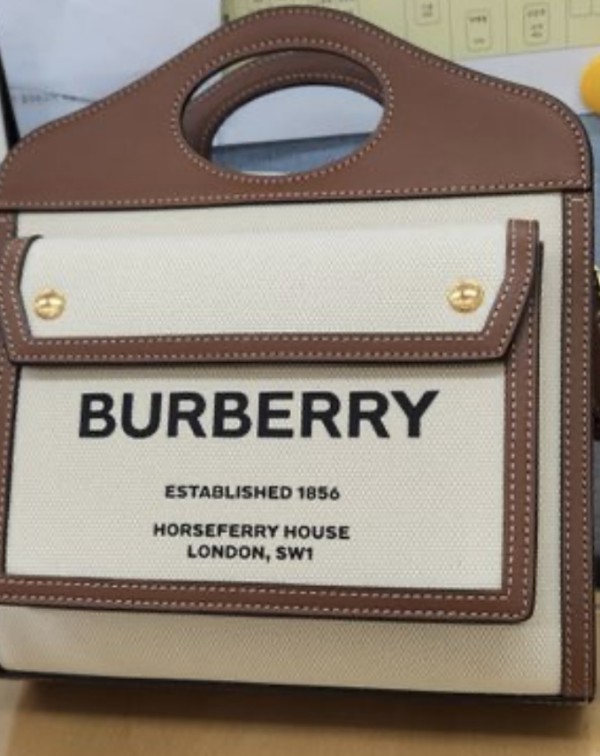 BURBERRY
ESTABLISHED 1856
HORSEFERRY HOUSE
LONDON, SW1